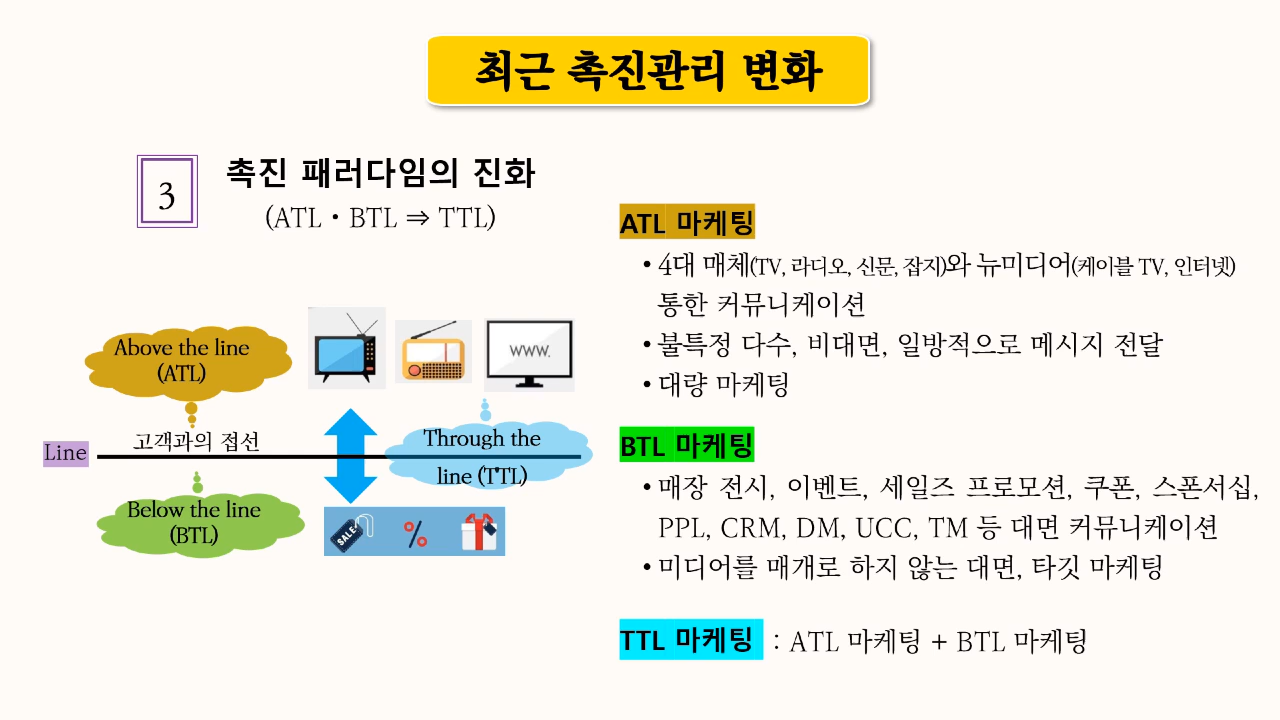 최근 촉진관리 변화
3
촉진 패러다임의 진화
(ATL・BTL ⇒ TTL)
Above the line
(ATL)
WWW.
Line
고객과의 접선
Through the
line (TTL)
Below the line
(BTL)
SALE
%
ATL 마케팅
• 4대 매체(TV, 라디오, 신문, 잡지)와 뉴미디어(케이블 TV, 인터넷)
통한 커뮤니케이션
• 불특정 다수, 비대면, 일방적으로 메시지 전달
• 대량 마케팅
BTL 마케팅
• 매장 전시, 이벤트, 세일즈 프로모션, 쿠폰, 스폰서십,
PPL, CRM, DM, UCC, TM 등 대면 커뮤니케이션
• 미디어를 매개로 하지 않는 대면, 타깃 마케팅
TTL 마케팅 : ATL 마케팅 + BTL 마케팅